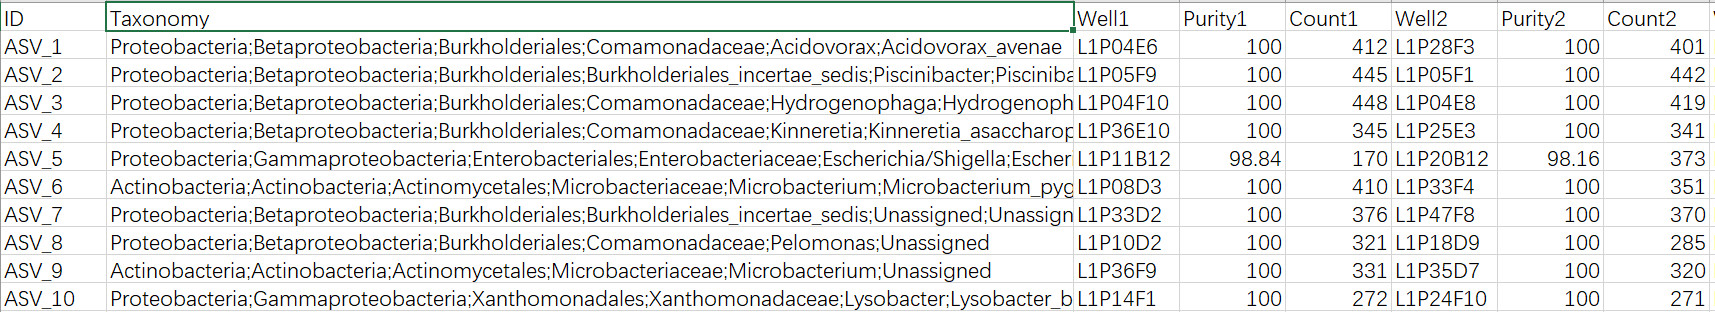 ID Taxonomy Well1 Purity1 Count1 Well2 Purity2 Count2
ASV_1 Proteobacteria;Betaproteobacteria;Burkholderiales;Comamonadaceae;Acidovorax;Acidovorax_avenae L1P04E6 100 412 L1P28F3 100 401
ASV_2 Proteobacteria;Betaproteobacteria;Burkholderiales;Burkholderiales_incertae_sedis;Piscinibacter;Pisciniba L1P05F9 100 445 L1P05F1 100 442
ASV_3 Proteobacteria;Betaproteobacteria;Burkholderiales;Comamonadaceae;Hydrogenophaga;Hydrogenoph L1P04F10 100 448 L1P04E8 100 419
ASV_4 Proteobacteria;Betaproteobacteria;Burkholderiales;Comamonadaceae;Kinneretia;Kinneretia_asaccharop L1P36E10 100 345 L1P25E3 100 341
ASV_5 Proteobacteria;Gammaproteobacteria;Enterobacteriales;Enterobacteriaceae;Escherichia/Shigella;Escheri L1P11B12 98.84 170 L1P20B12 98.16 373
ASV_6 Actinobacteria;Actinobacteria;Actinomycetales;Microbacteriaceae;Microbacterium;Microbacterium_pyg L1P08D3 100 410 L1P33F4 100 351
ASV_7 Proteobacteria;Betaproteobacteria;Burkholderiales;Burkholderiales_incertae_sedis;Unassigned;Unassign L1P33D2 100 376 L1P47F8 100 370
ASV_8 Proteobacteria;Betaproteobacteria;Burkholderiales;Comamonadaceae;Pelomonas;Unassigned L1P10D2 100 321 L1P18D9 100 285
ASV_9 Actinobacteria;Actinobacteria;Actinomycetales;Microbacteriaceae;Microbacterium;Unassigned L1P36F9 100 331 L1P35D7 100 320
ASV_10 Proteobacteria;Gammaproteobacteria;Xanthomonadales;Xanthomonadaceae;Lysobacter;Lysobacter_b L1P14F1 100 272 L1P24F10 100 271